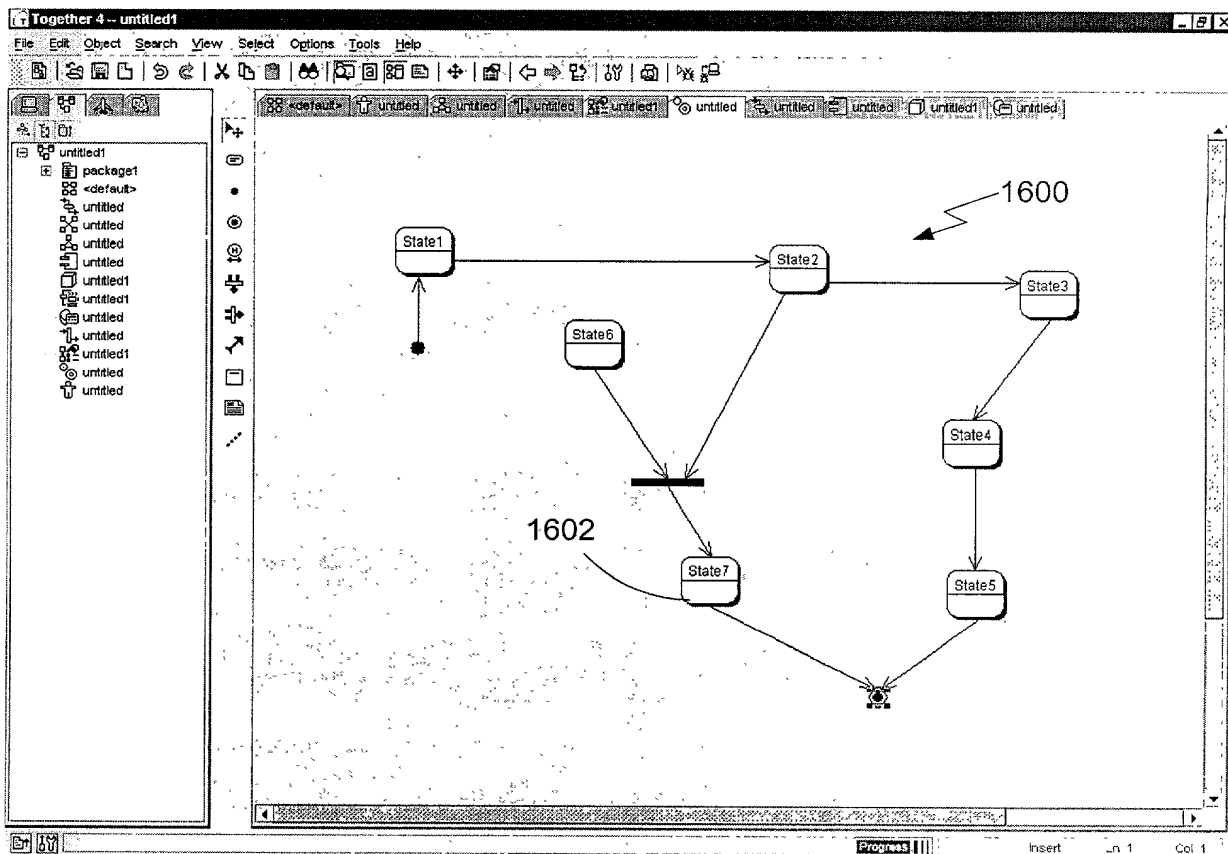 Together 4 -- untitled1
File Edit Object Search View Select Options Tools Help
<default> untitled untitled untitled untitled1 untitled untitled untitled untitled1 untitled
untitled1
package1
<default>
untitled
untitled
untitled
untitled
untitled1
untitled1
untitled
untitled
untitled1
untitled
untitled
1600
State1
State2
State3
State6
State4
1602
State7
State5
Progress Insert Ln 1 Col 1